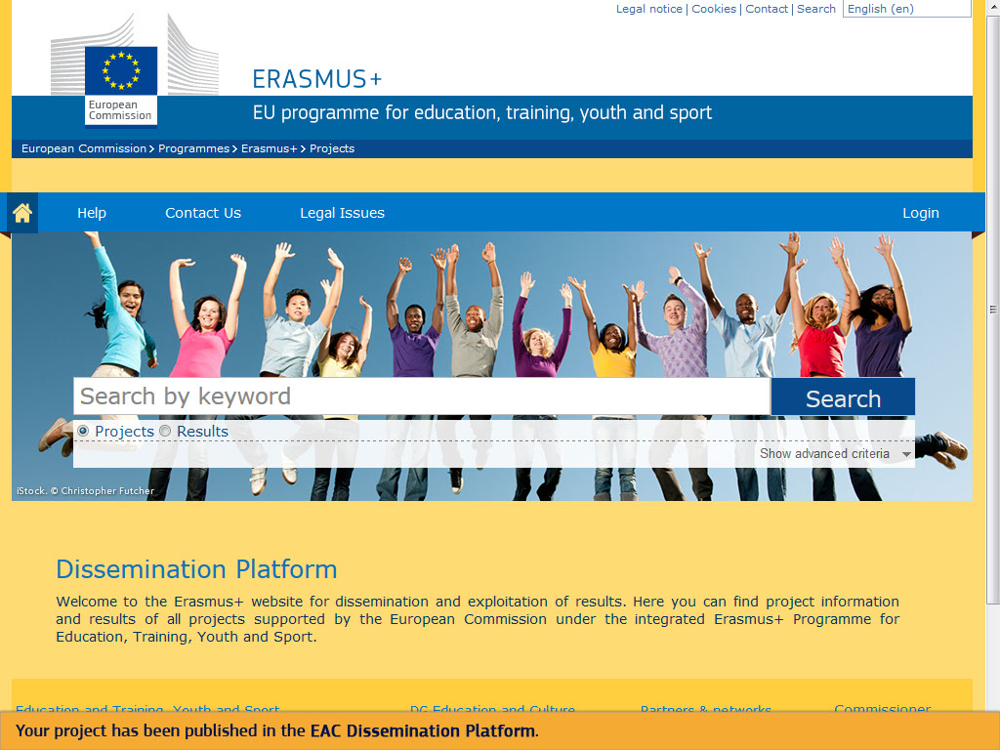 Legal notice | Cookies | Contact | Search English (en)
European
Commission
ERASMUS+
EU programme for education, training, youth and sport
European Commission > Programmes > Erasmus+ > Projects
Help Contact Us Legal Issues Login
Search by keyword Search
Projects Results
Show advanced criteria
iStock. © Christopher Futcher
Dissemination Platform
Welcome to the Erasmus+ website for dissemination and exploitation of results. Here you can find project information
and results of all projects supported by the European Commission under the integrated Erasmus+ Programme for
Education, Training, Youth and Sport.
Education and Training, Youth and Sport DG Education and Culture Partners & networks Commissioner
Your project has been published in the EAC Dissemination Platform.